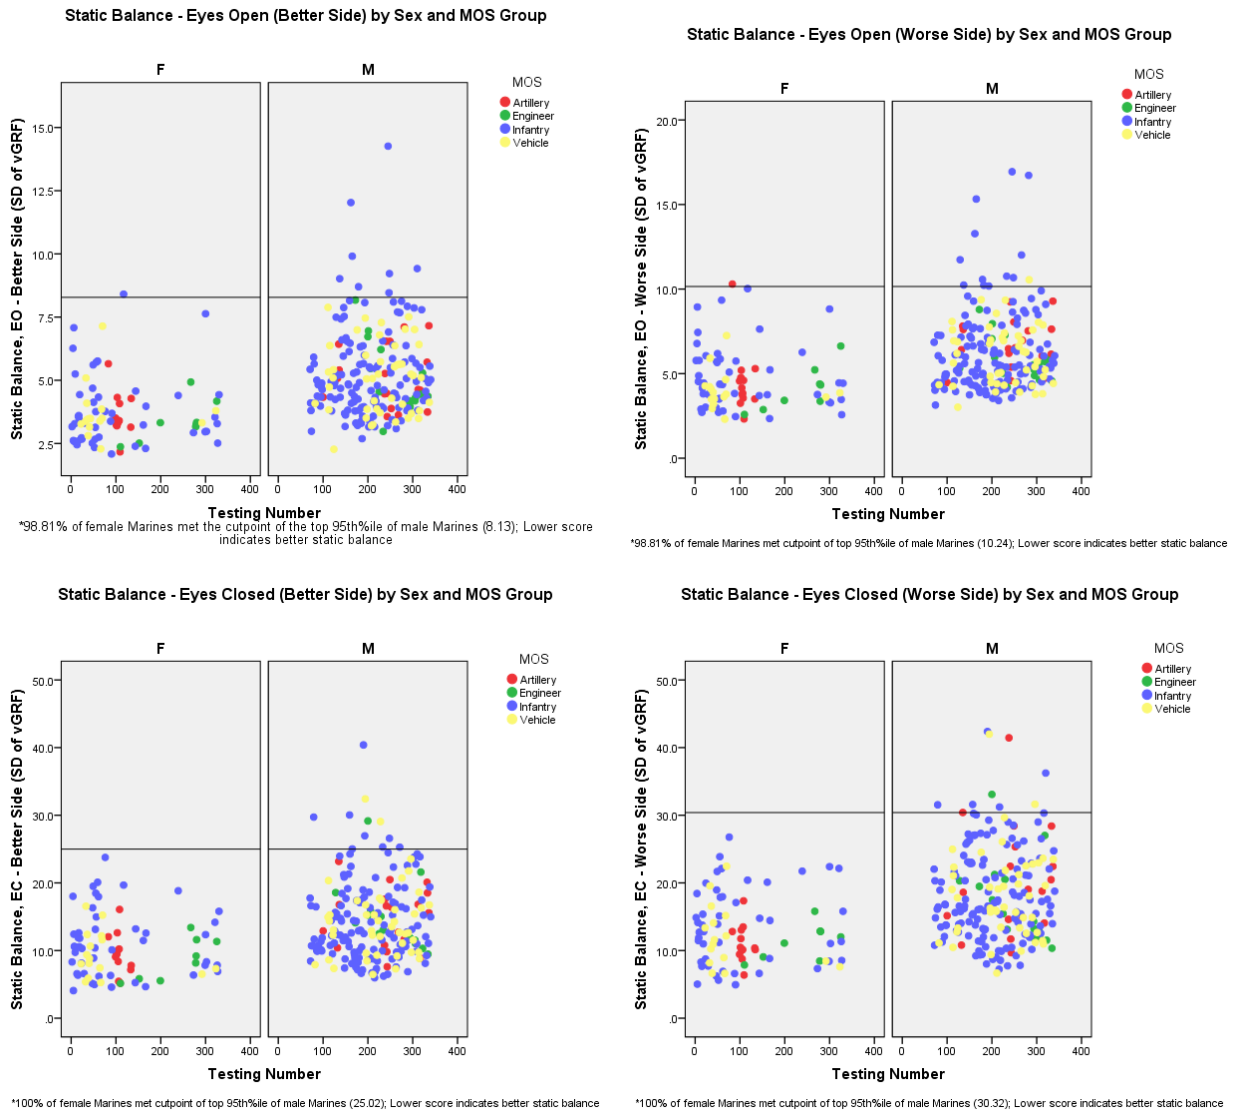 Static Balance - Eyes Open (Better Side) by Sex and MOS Group
F
M
MOS
Artillery
Engineer
Infantry
Vehicle
Static Balance, EO - Better Side (SD of vGRF)
15.0
12.5
10.0
7.5
5.0
2.5
0 100 200 300 400
0 100 200 300 400
Testing Number
*98.81% of female Marines met the cutpoint of the top 95th%ile of male Marines (8.13); Lower score
indicates better static balance
Static Balance - Eyes Open (Worse Side) by Sex and MOS Group
F
M
MOS
Artillery
Engineer
Infantry
Vehicle
Static Balance, EO - Worse Side (SD of vGRF)
20.0
15.0
10.0
5.0
.0
0 100 200 300 400
0 100 200 300 400
Testing Number
*98.81% of female Marines met cutpoint of top 95th%ile of male Marines (10.24); Lower score indicates better static balance
Static Balance - Eyes Closed (Better Side) by Sex and MOS Group
F
M
MOS
Artillery
Engineer
Infantry
Vehicle
Static Balance, EC - Better Side (SD of vGRF)
50.0
40.0
30.0
20.0
10.0
.0
0 100 200 300 400
0 100 200 300 400
Testing Number
*100% of female Marines met cutpoint of top 95th%ile of male Marines (25.02); Lower score indicates better static balance
Static Balance - Eyes Closed (Worse Side) by Sex and MOS Group
F
M
MOS
Artillery
Engineer
Infantry
Vehicle
Static Balance, EC - Worse Side (SD of vGRF)
50.0
40.0
30.0
20.0
10.0
.0
0 100 200 300 400
0 100 200 300 400
Testing Number
*100% of female Marines met cutpoint of top 95th%ile of male Marines (30.32); Lower score indicates better static balance